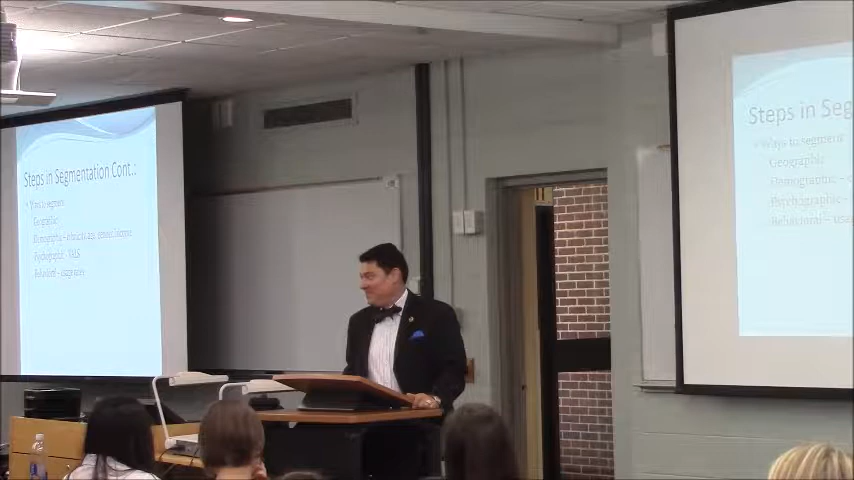 Steps in Segmentation Cont.:
• Ways to segment
Geographic
Demographic – ethnicity, age, gender, income
Psychographic – VALS
Behavioral – usage rates
Steps in Seg
• Ways to segment
Geographic
Demographic –
Psychographic –
Behavioral – usa